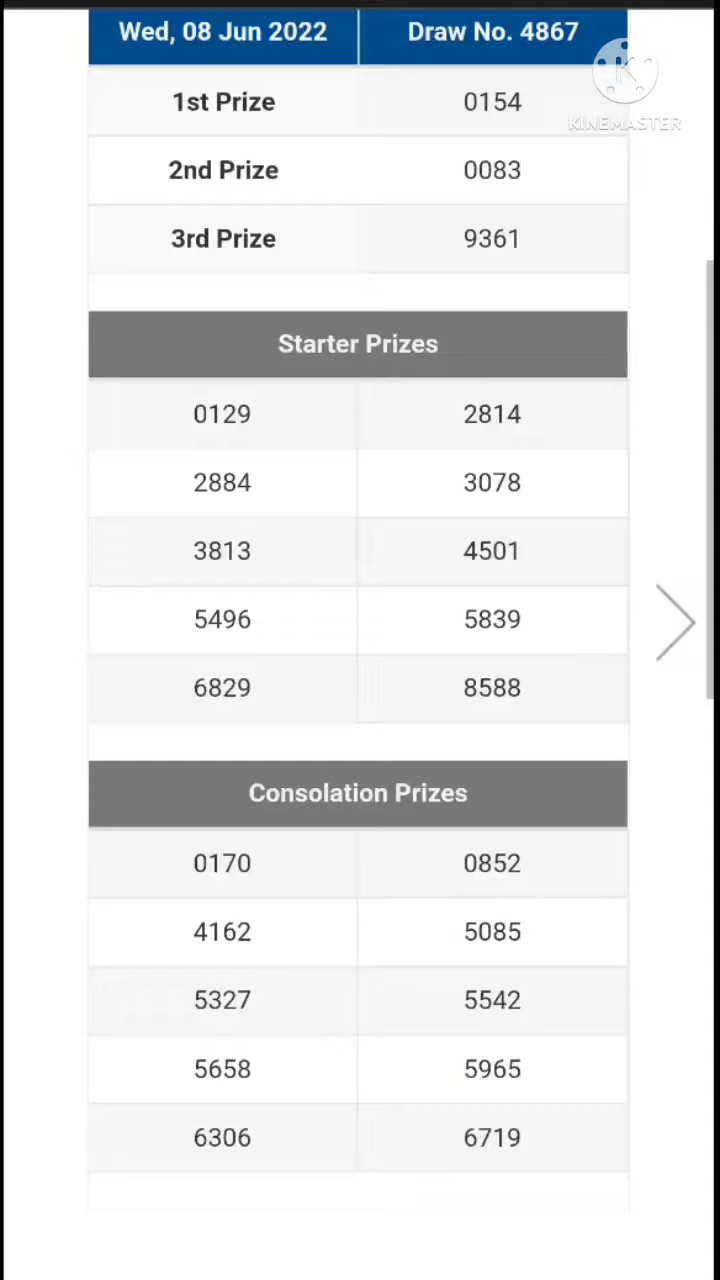 Wed, 08 Jun 2022 Draw No. 4867
KINEMASTER
1st Prize 0154
2nd Prize 0083
3rd Prize 9361
Starter Prizes
0129 2814
2884 3078
3813 4501
5496 5839
6829 8588
Consolation Prizes
0170 0852
4162 5085
5327 5542
5658 5965
6306 6719